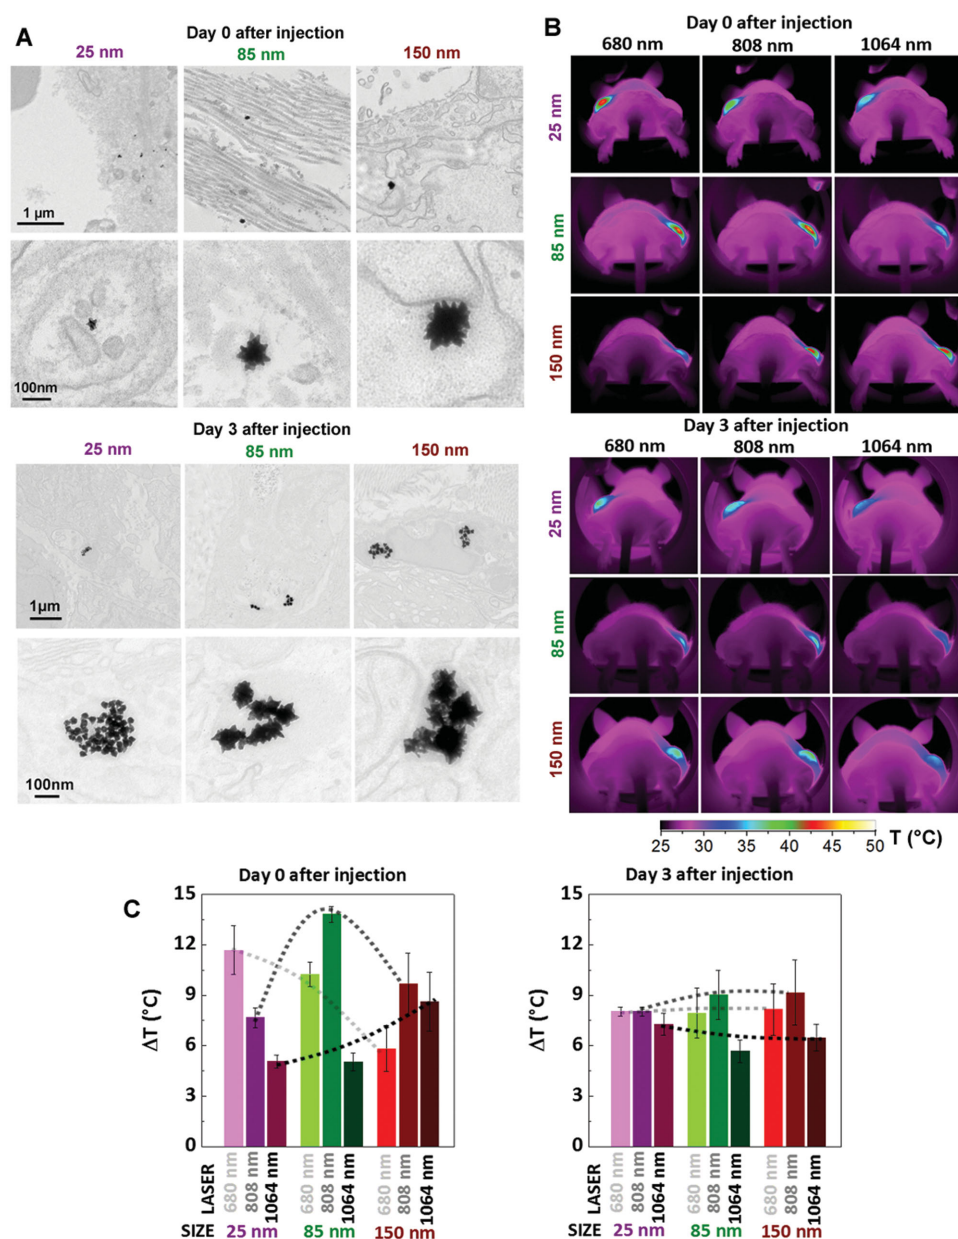 A
Day 0 after injection
25 nm 85 nm 150 nm
1 μm
100nm
Day 3 after injection
25 nm 85 nm 150 nm
1μm
100nm
B
Day 0 after injection
680 nm 808 nm 1064 nm
25 nm
85 nm
150 nm
Day 3 after injection
680 nm 808 nm 1064 nm
25 nm
85 nm
150 nm
25 30 35 40 45 50 T (°C)
C
Day 0 after injection
ΔT (°C)
15
12
9
6
3
0
LASER 680 nm 808 nm 1064 nm 680 nm 808 nm 1064 nm 680 nm 808 nm 1064 nm
SIZE 25 nm 85 nm 150 nm
Day 3 after injection
ΔT (°C)
15
12
9
6
3
0
LASER 680 nm 808 nm 1064 nm 680 nm 808 nm 1064 nm 680 nm 808 nm 1064 nm
SIZE 25 nm 85 nm 150 nm